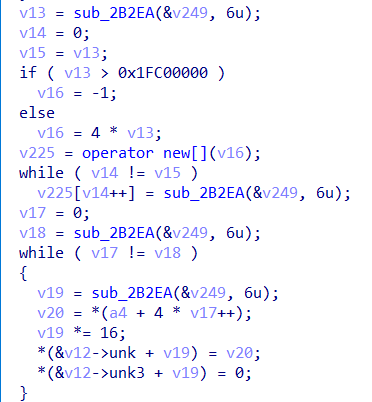 v13 = sub_2B2EA(&v249, 6u);
v14 = 0;
v15 = v13;
if ( v13 > 0x1FC00000 )
v16 = -1;
else
v16 = 4 * v13;
v225 = operator new[](v16);
while ( v14 != v15 )
v225[v14++] = sub_2B2EA(&v249, 6u);
v17 = 0;
v18 = sub_2B2EA(&v249, 6u);
while ( v17 != v18 )
{
v19 = sub_2B2EA(&v249, 6u);
v20 = *(a4 + 4 * v17++);
v19 *= 16;
*(&v12->unk + v19) = v20;
*(&v12->unk3 + v19) = 0;
}